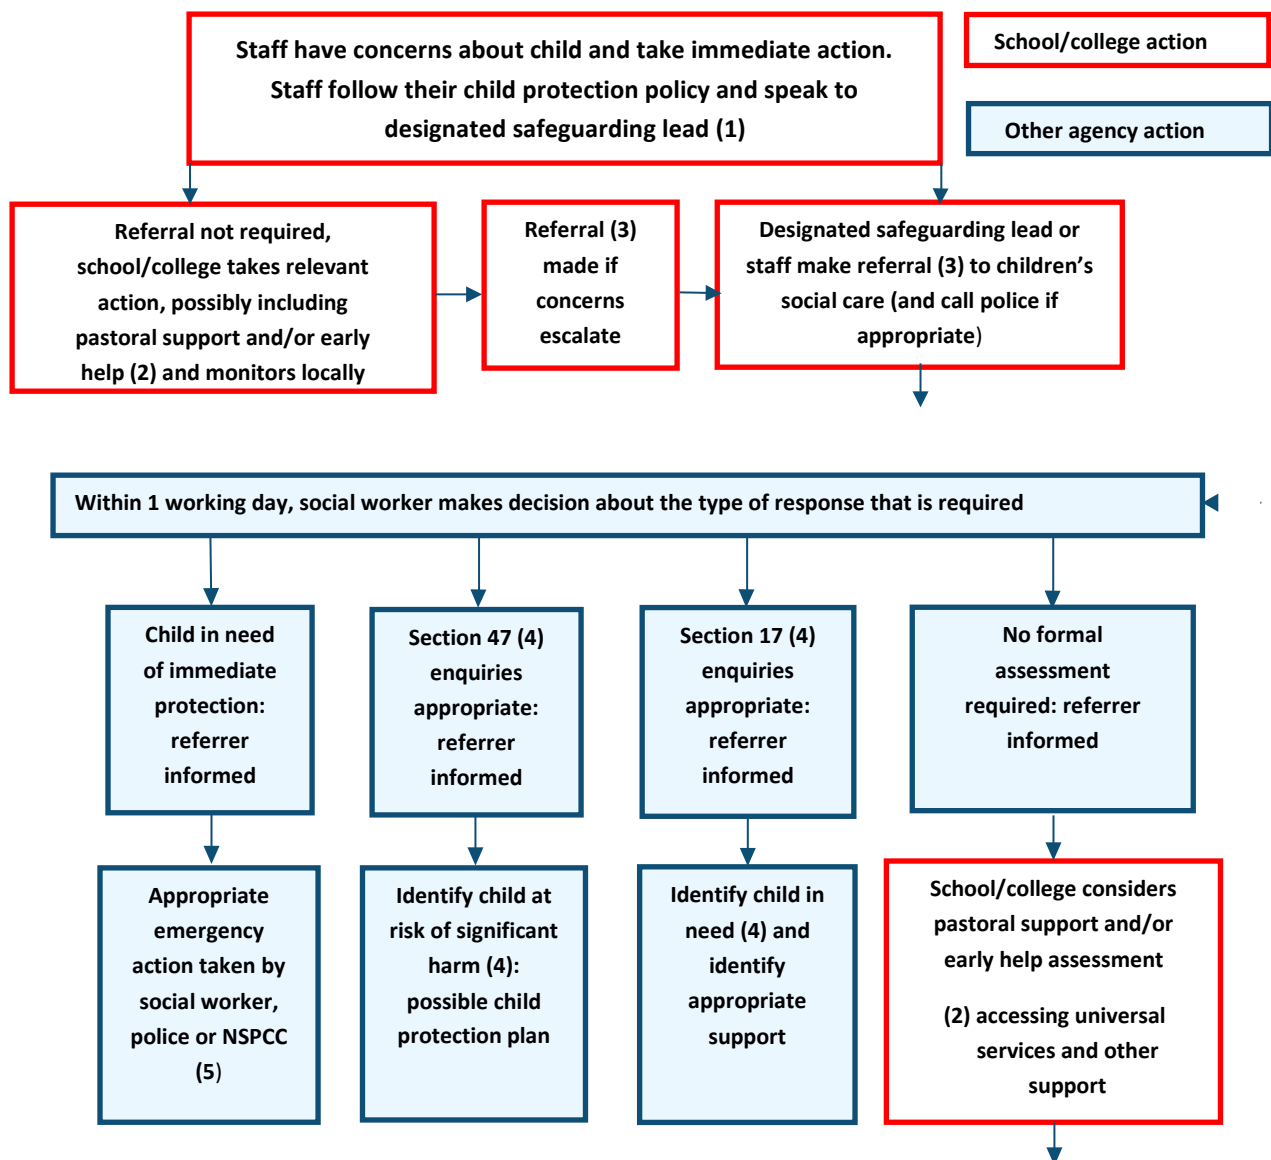 Staff have concerns about child and take immediate action.
Staff follow their child protection policy and speak to
designated safeguarding lead (1)
School/college action
Other agency action
Referral not required,
school/college takes relevant
action, possibly including
pastoral support and/or early
help (2) and monitors locally
Referral (3)
made if
concerns
escalate
Designated safeguarding lead or
staff make referral (3) to children’s
social care (and call police if
appropriate)
Within 1 working day, social worker makes decision about the type of response that is required
Child in need
of immediate
protection:
referrer
informed
Section 47 (4)
enquiries
appropriate:
referrer
informed
Section 17 (4)
enquiries
appropriate:
referrer
informed
No formal
assessment
required: referrer
informed
Appropriate
emergency
action taken by
social worker,
police or NSPCC
(5)
Identify child at
risk of significant
harm (4):
possible child
protection plan
Identify child in
need (4) and
identify
appropriate
support
School/college considers
pastoral support and/or
early help assessment
(2) accessing universal
services and other
support